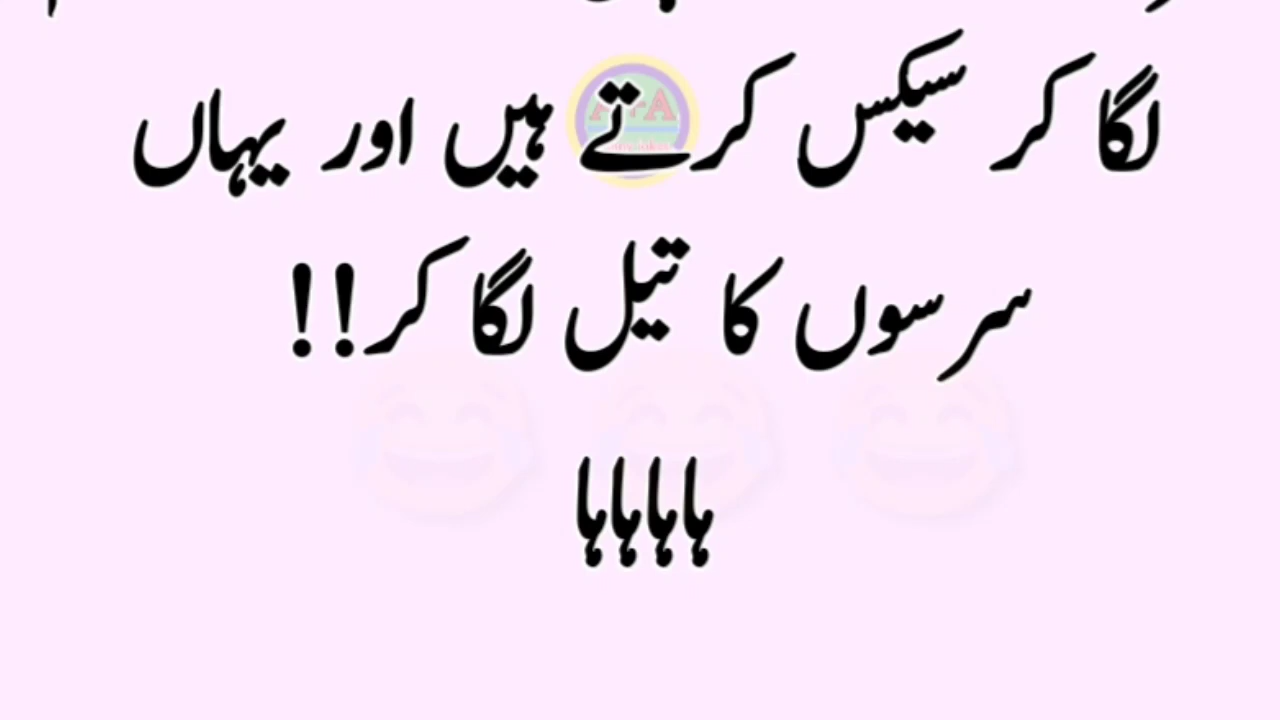 لگا کر سیکس کرتے ہیں اور یہاں
سرسوں کا تیل لگا کر!!
ہاہاہاہا